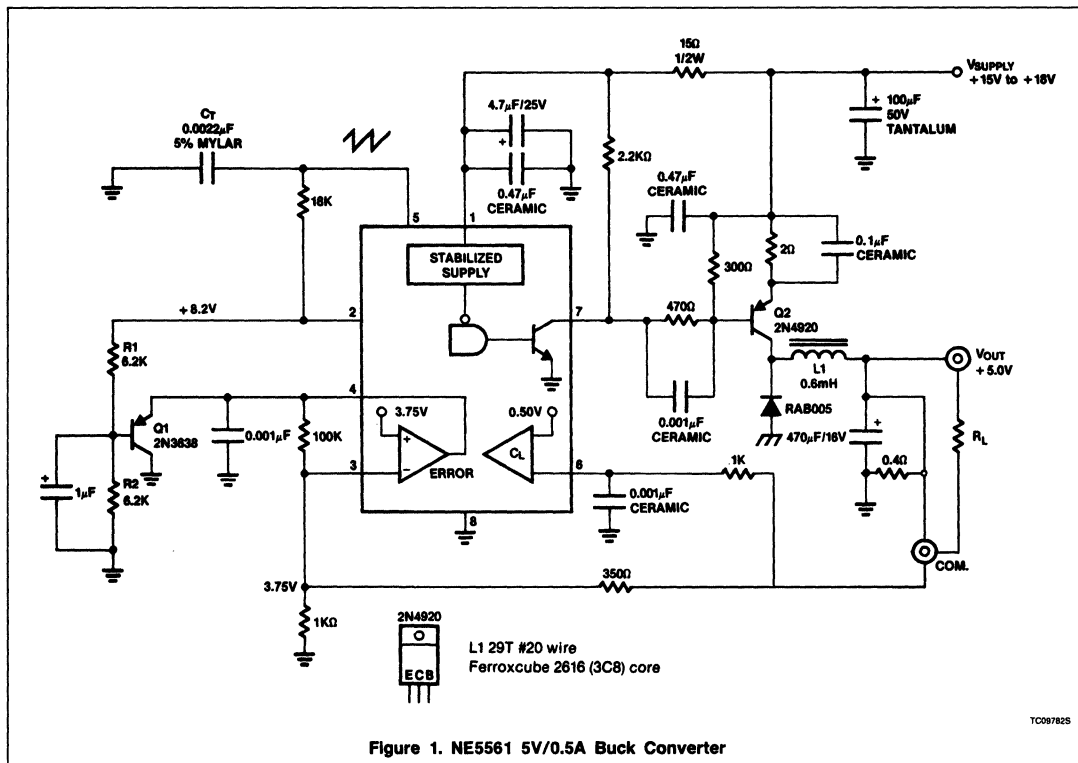 15Ω
1/2W
VSUPPLY
+15V to +18V
CT
0.0022μF
5% MYLAR
4.7μF/25V
+
0.47μF
CERAMIC
2.2KΩ
+
100μF
50V
TANTALUM
16K
5
1
0.47μF
CERAMIC
300Ω
2Ω
0.1μF
CERAMIC
STABILIZED
SUPPLY
+8.2V
2
7
470Ω
Q2
2N4920
R1
6.2K
L1
0.6mH
VOUT
+5.0V
0.001μF
CERAMIC
RAB005
4
3.75V
0.50V
Q1
2N3638
0.001μF
100K
+
−
ERROR
CL
+
470μF/16V
0.4Ω
RL
3
6
1K
+
1μF
R2
6.2K
0.001μF
CERAMIC
8
COM.
3.75V
350Ω
1KΩ
2N4920
E C B
L1 29T #20 wire
Ferroxcube 2616 (3C8) core
TC09782S
Figure 1. NE5561 5V/0.5A Buck Converter